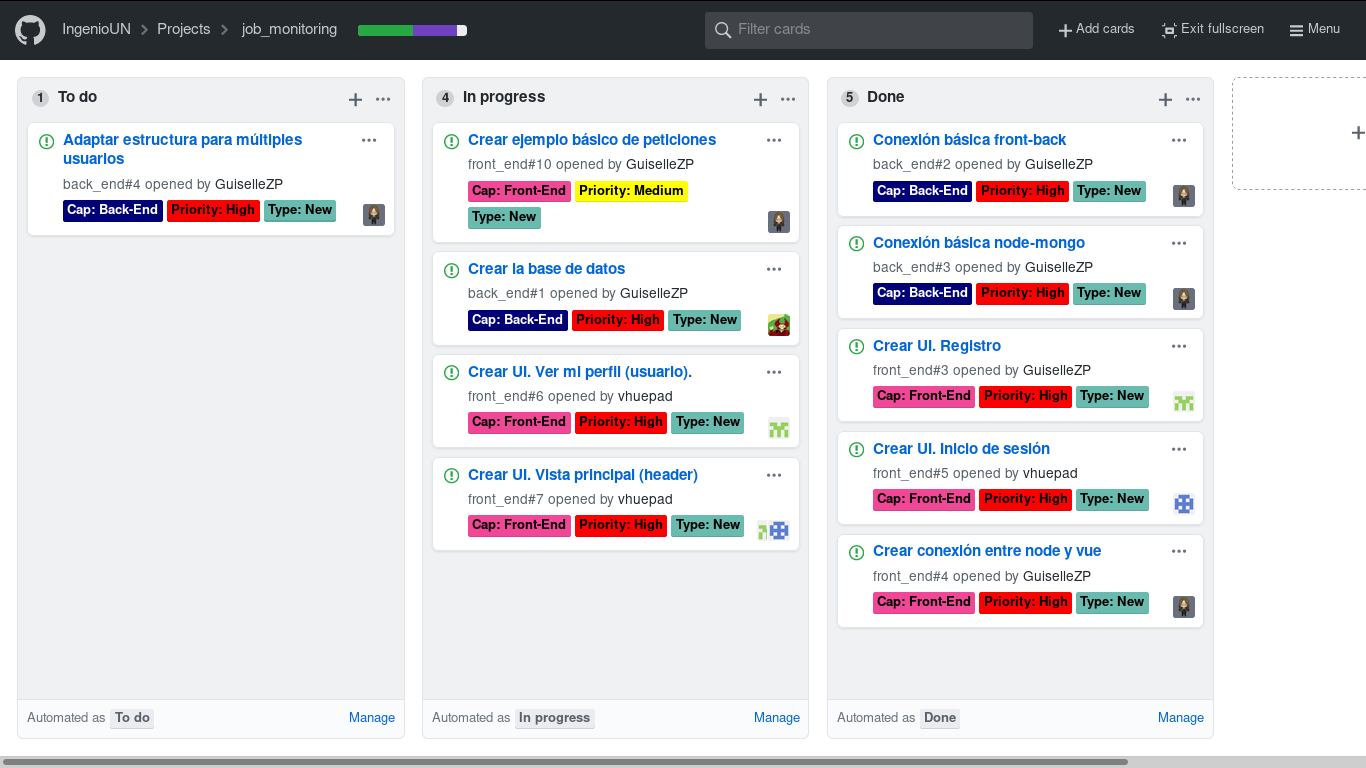 IngenioUN
Projects
job_monitoring
Filter cards
Add cards
Exit fullscreen
Menu
1 To do
Adaptar estructura para múltiples
usuarios
back_end#4 opened by GuiselleZP
Cap: Back-End Priority: High Type: New
Automated as To do
Manage
4 In progress
Crear ejemplo básico de peticiones
front_end#10 opened by GuiselleZP
Cap: Front-End Priority: Medium
Type: New
Crear la base de datos
back_end#1 opened by GuiselleZP
Cap: Back-End Priority: High Type: New
Crear UI. Ver mi perfil (usuario).
front_end#6 opened by vhuepad
Cap: Front-End Priority: High Type: New
Crear UI. Vista principal (header)
front_end#7 opened by vhuepad
Cap: Front-End Priority: High Type: New
Automated as In progress
Manage
5 Done
Conexión básica front-back
back_end#2 opened by GuiselleZP
Cap: Back-End Priority: High Type: New
Conexión básica node-mongo
back_end#3 opened by GuiselleZP
Cap: Back-End Priority: High Type: New
Crear UI. Registro
front_end#3 opened by GuiselleZP
Cap: Front-End Priority: High Type: New
Crear UI. Inicio de sesión
front_end#5 opened by vhuepad
Cap: Front-End Priority: High Type: New
Crear conexión entre node y vue
front_end#4 opened by GuiselleZP
Cap: Front-End Priority: High Type: New
Automated as Done
Manage